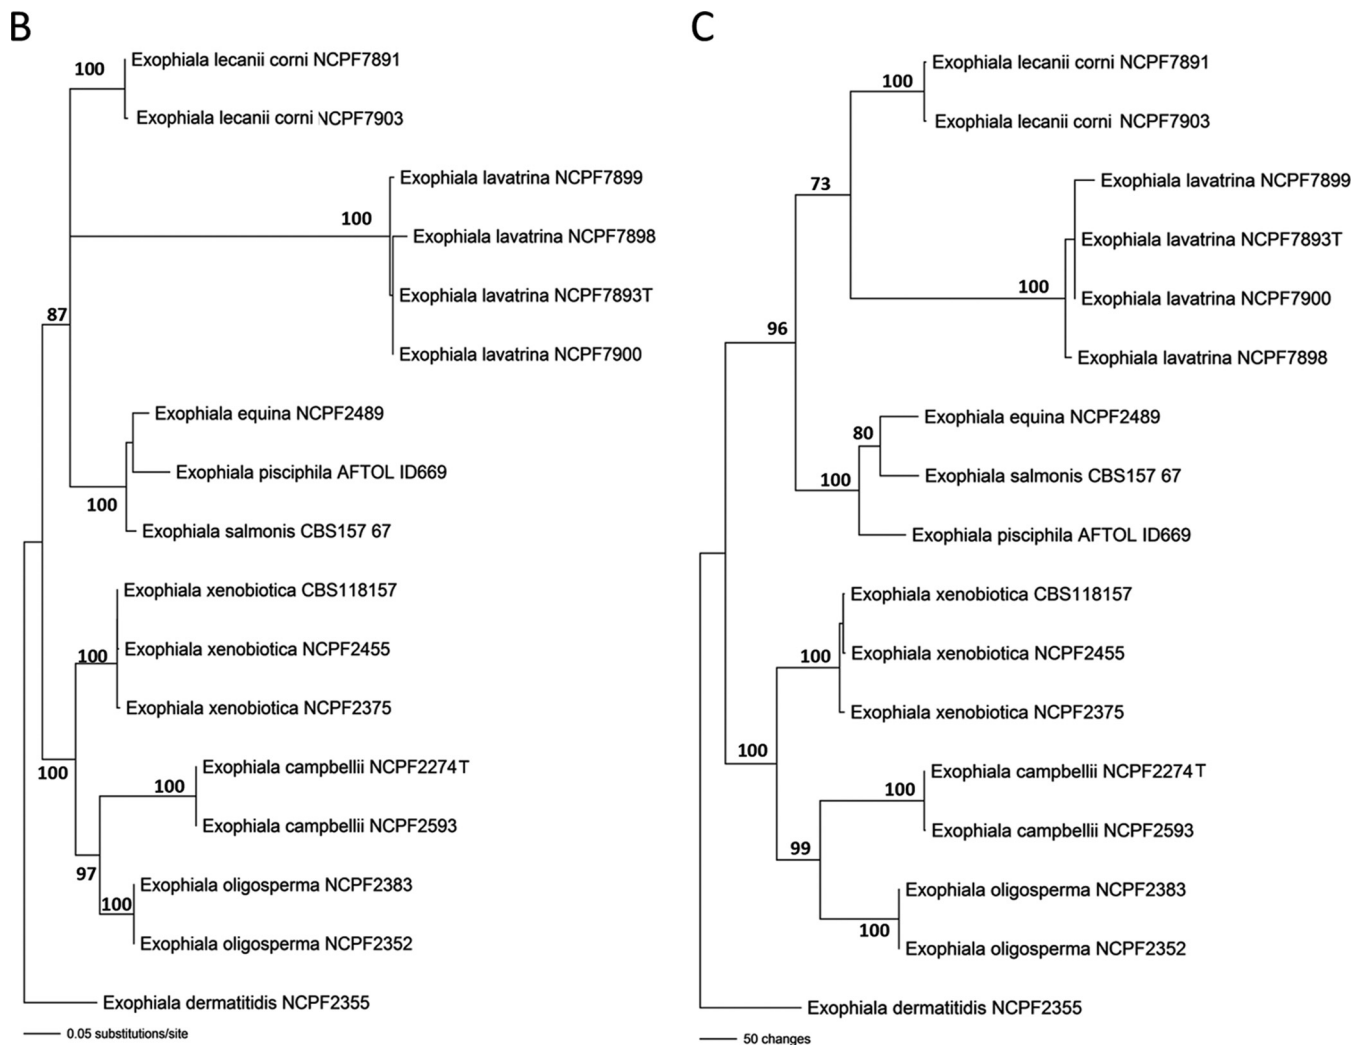 B
100
Exophiala lecanii corni NCPF7891
Exophiala lecanii corni NCPF7903
Exophiala lavatrina NCPF7899
100
Exophiala lavatrina NCPF7898
Exophiala lavatrina NCPF7893T
87
Exophiala lavatrina NCPF7900
Exophiala equina NCPF2489
Exophiala pisciphila AFTOL ID669
100
Exophiala salmonis CBS157 67
Exophiala xenobiotica CBS118157
100
Exophiala xenobiotica NCPF2455
Exophiala xenobiotica NCPF2375
100
Exophiala campbellii NCPF2274T
100
Exophiala campbellii NCPF2593
97
Exophiala oligosperma NCPF2383
100
Exophiala oligosperma NCPF2352
Exophiala dermatitidis NCPF2355
0.05 substitutions/site
C
Exophiala lecanii corni NCPF7891
100
Exophiala lecanii corni NCPF7903
73
Exophiala lavatrina NCPF7899
Exophiala lavatrina NCPF7893T
100
Exophiala lavatrina NCPF7900
96
Exophiala lavatrina NCPF7898
Exophiala equina NCPF2489
80
Exophiala salmonis CBS157 67
100
Exophiala pisciphila AFTOL ID669
Exophiala xenobiotica CBS118157
100
Exophiala xenobiotica NCPF2455
Exophiala xenobiotica NCPF2375
100
Exophiala campbellii NCPF2274T
100
Exophiala campbellii NCPF2593
99
Exophiala oligosperma NCPF2383
100
Exophiala oligosperma NCPF2352
Exophiala dermatitidis NCPF2355
50 changes